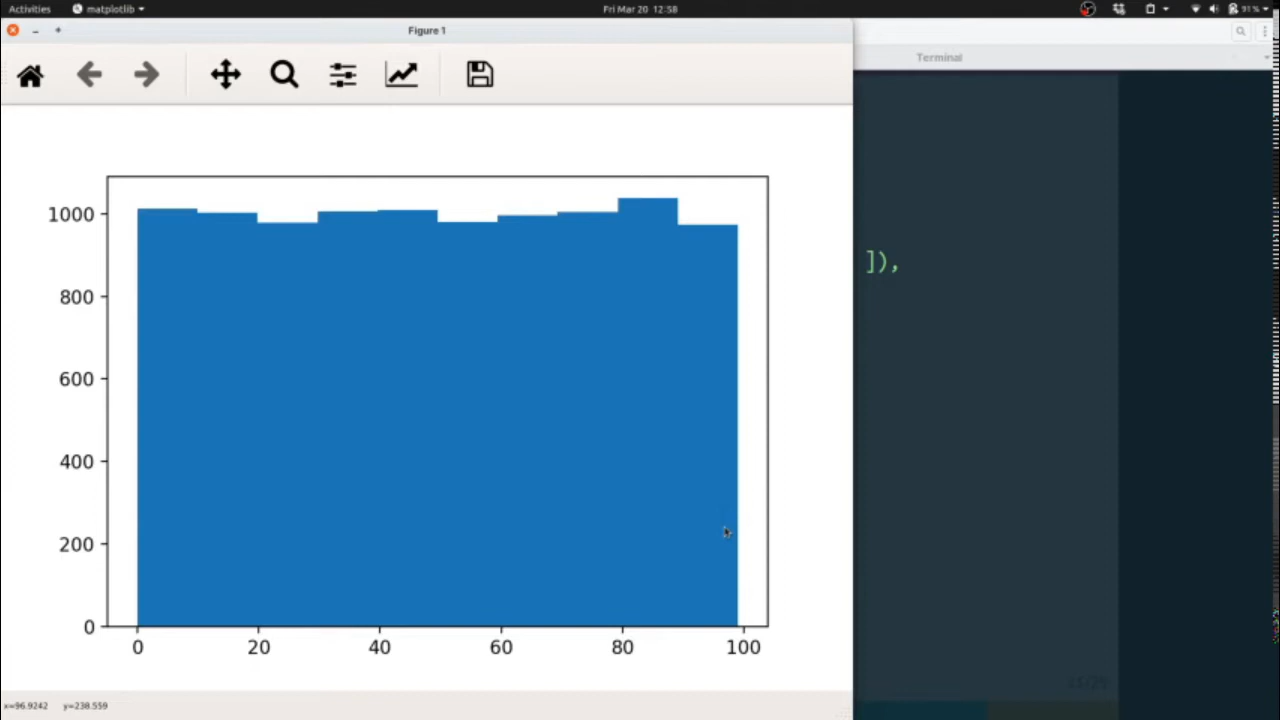 Activities matplotlib Fri Mar 20 12:58 91%
Figure 1
Terminal
1000
800
600
400
200
0
0 20 40 60 80 100
]),
x=96.9242 y=238.559